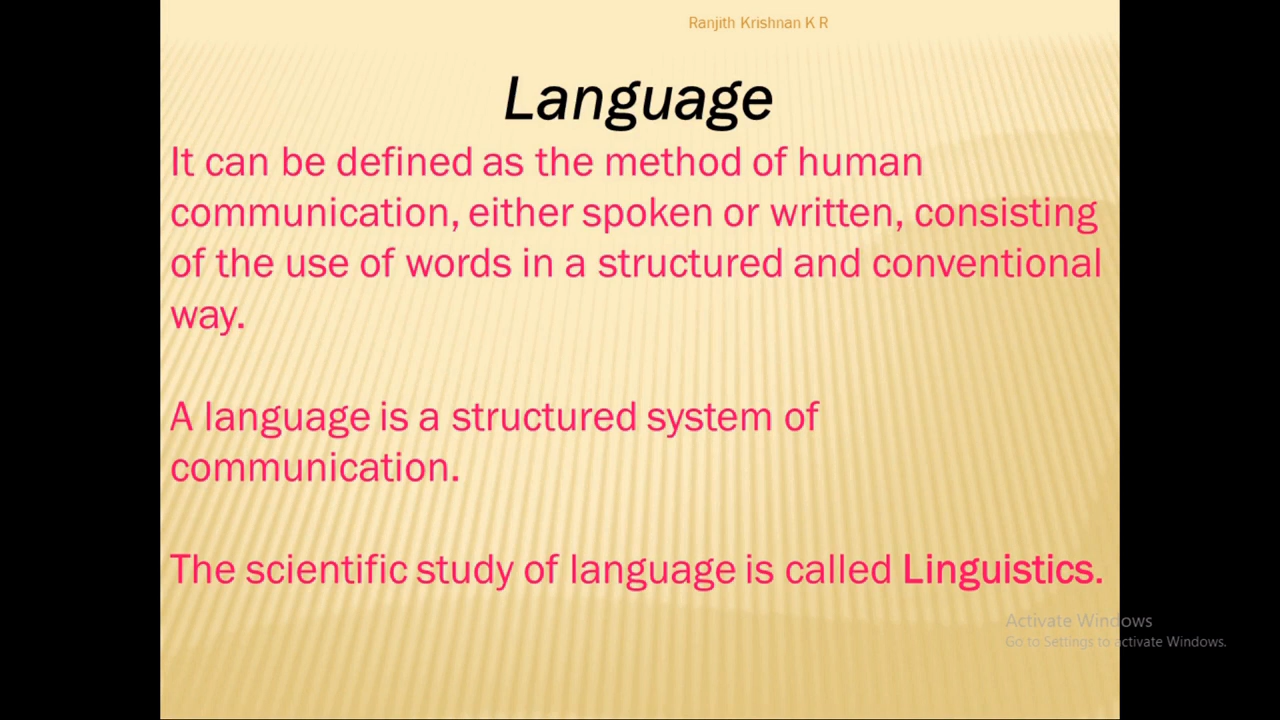 Ranjith Krishnan K R
Language
It can be defined as the method of human
communication, either spoken or written, consisting
of the use of words in a structured and conventional
way.
A language is a structured system of
communication.
The scientific study of language is called Linguistics.
Activate Windows
Go to Settings to activate Windows.